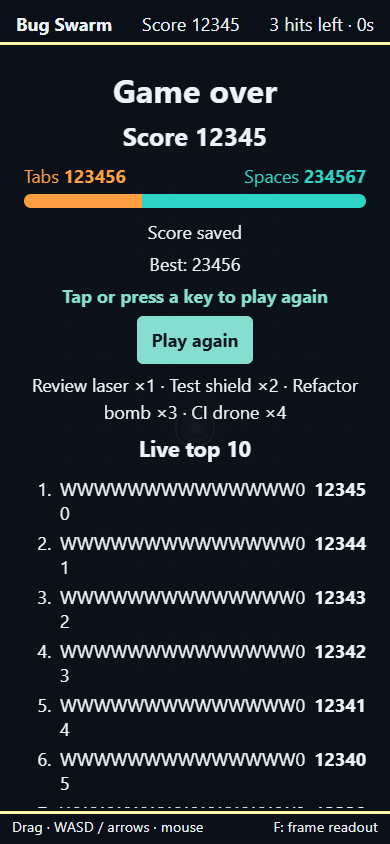 Bug Swarm Score 12345 3 hits left · 0s
Game over
Score 12345
Tabs 123456 Spaces 234567
Score saved
Best: 23456
Tap or press a key to play again
Play again
Review laser ×1 · Test shield ×2 · Refactor
bomb ×3 · CI drone ×4
Live top 10
1. WWWWWWWWWWWWWWW0 12345
0
2. WWWWWWWWWWWWWWW0 12344
1
3. WWWWWWWWWWWWWWW0 12343
2
4. WWWWWWWWWWWWWWW0 12342
3
5. WWWWWWWWWWWWWWW0 12341
4
6. WWWWWWWWWWWWWWW0 12340
5
Drag · WASD / arrows · mouse F: frame readout